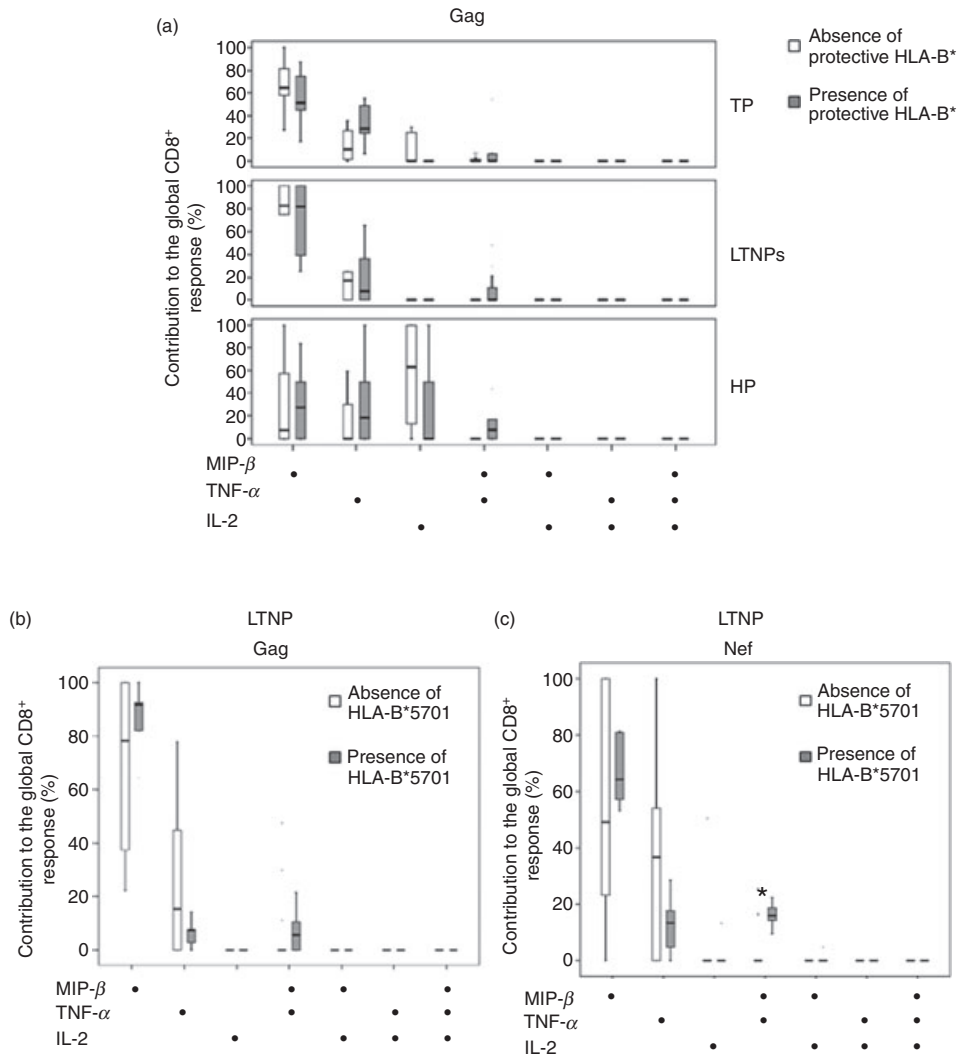 (a)
Gag
Absence of
protective HLA-B*
Presence of
protective HLA-B*
Contribution to the global CD8⁺
response (%)
100
80
60
40
20
0
TP
100
80
60
40
20
0
LTNPs
100
80
60
40
20
0
HP
MIP-β
TNF-α
IL-2
(b)
LTNP
Gag
Absence of
HLA-B*5701
Presence of
HLA-B*5701
Contribution to the global CD8⁺
response (%)
100
80
60
40
20
0
MIP-β
TNF-α
IL-2
(c)
LTNP
Nef
Absence of
HLA-B*5701
Presence of
HLA-B*5701
Contribution to the global CD8⁺
response (%)
100
80
60
40
20
0
*
MIP-β
TNF-α
IL-2